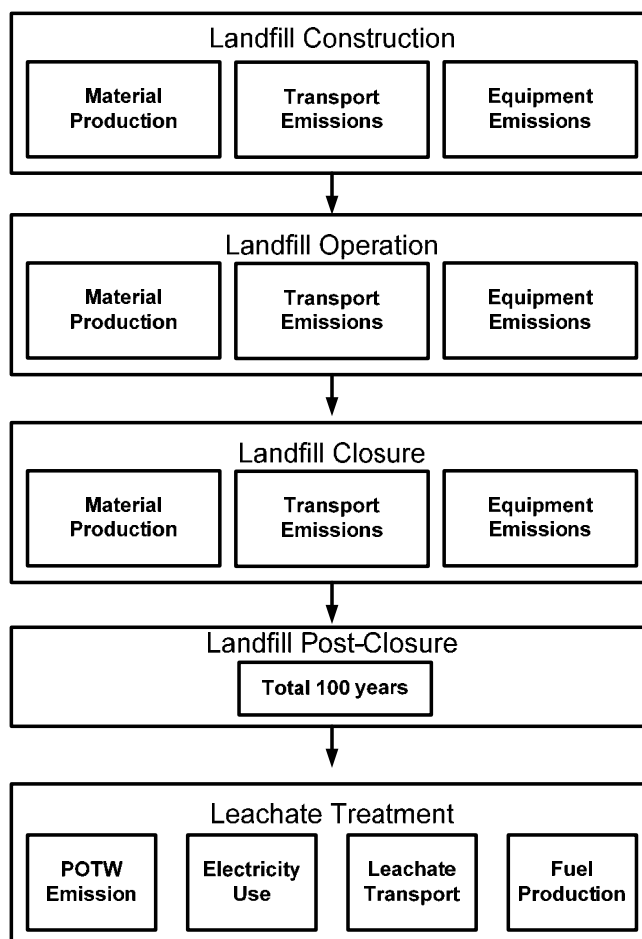 Landfill Construction
Material
Production
Transport
Emissions
Equipment
Emissions
Landfill Operation
Material
Production
Transport
Emissions
Equipment
Emissions
Landfill Closure
Material
Production
Transport
Emissions
Equipment
Emissions
Landfill Post-Closure
Total 100 years
Leachate Treatment
POTW
Emission
Electricity
Use
Leachate
Transport
Fuel
Production